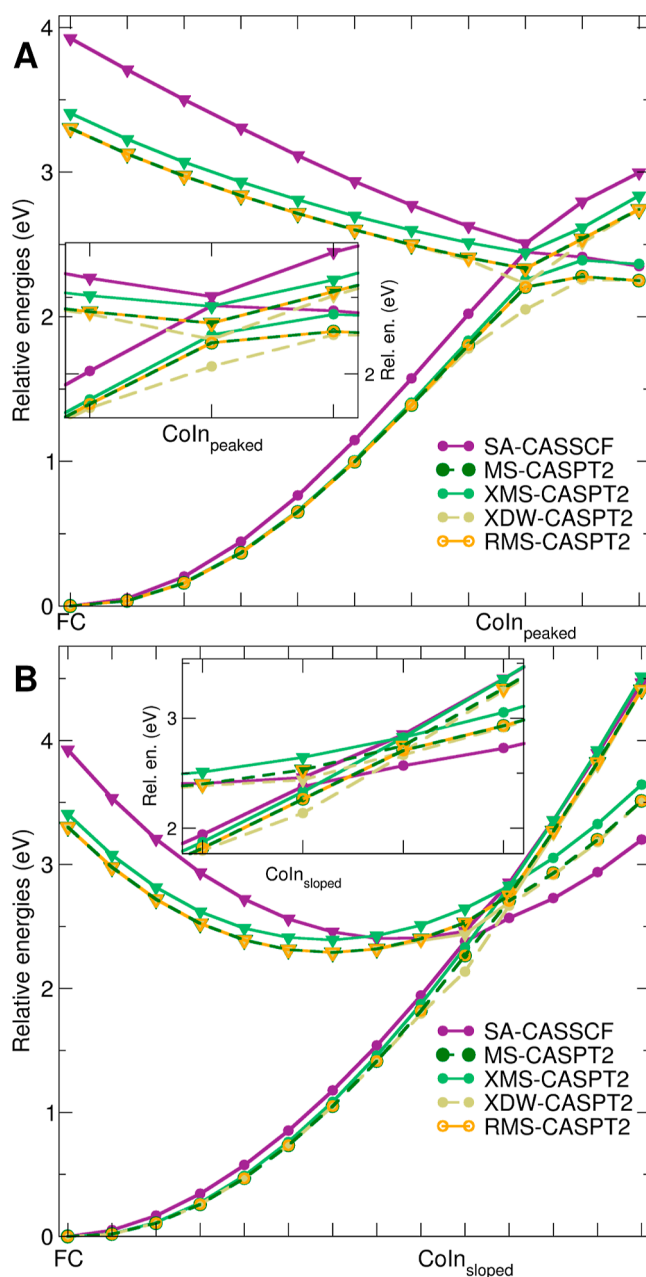 A
4
3
2
1
0
Relative energies (eV)
Rel. en. (eV)
2
CoIn_peaked
SA-CASSCF
MS-CASPT2
XMS-CASPT2
XDW-CASPT2
RMS-CASPT2
FC
CoIn_peaked
B
4
3
2
1
0
Relative energies (eV)
Rel. en. (eV)
3
2
CoIn_sloped
SA-CASSCF
MS-CASPT2
XMS-CASPT2
XDW-CASPT2
RMS-CASPT2
FC
CoIn_sloped